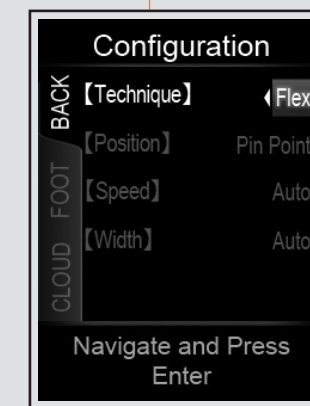 Configuration
BACK
FOOT
CLOUD
【Technique】 Flex
【Position】 Pin Point
【Speed】 Auto
【Width】 Auto
Navigate and Press
Enter